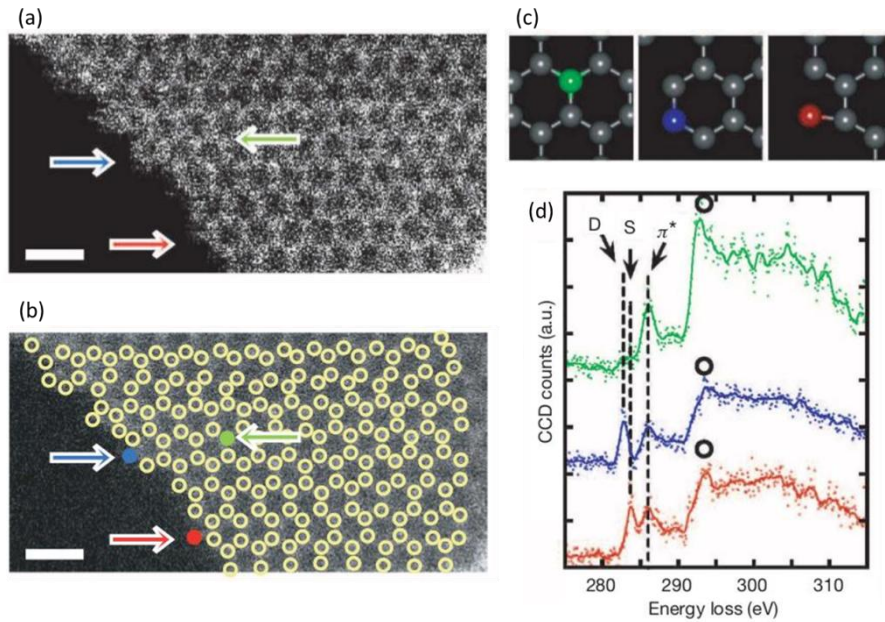 (a)
(b)
(c)
(d)
D
S
π*
CCD counts (a.u.)
280 290 300 310
Energy loss (eV)